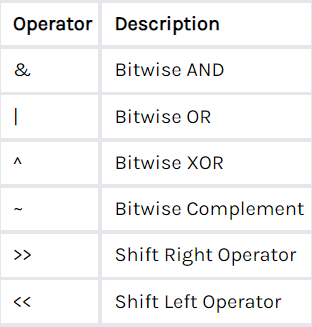 Operator Description
& Bitwise AND
| Bitwise OR
^ Bitwise XOR
~ Bitwise Complement
>> Shift Right Operator
<< Shift Left Operator